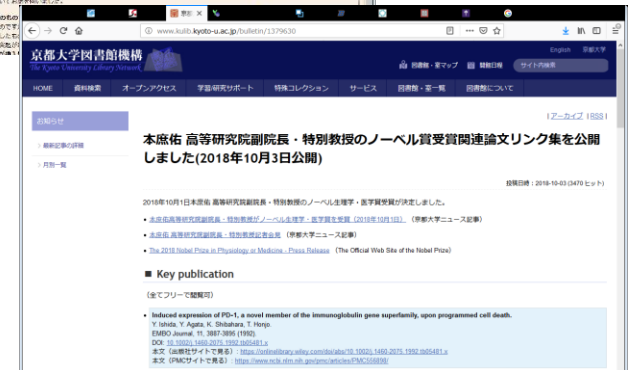 www.kulib.kyoto-u.ac.jp/bulletin/1379630
京都大学図書館機構
The Kyoto University Library Network
English 京都大学
図書館・室マップ 開館日程 サイト内検索
HOME 資料検索 オープンアクセス 学習/研究サポート 特殊コレクション サービス 図書館・室一覧 図書館機構について
お知らせ
最新記事の詳細
月別一覧
| アーカイブ | RSS |
本庶佑 高等研究院副院長・特別教授のノーベル賞受賞関連論文リンク集を公開
しました(2018年10月3日公開)
投稿日時：2018-10-03 (3470 ヒット)
2018年10月1日本庶佑 高等研究院副院長・特別教授のノーベル生理学・医学賞受賞が決定しました。
• 本庶佑高等研究院副院長・特別教授がノーベル生理学・医学賞を受賞（2018年10月1日）（京都大学ニュース記事）
• 本庶佑 高等研究院副院長・特別教授記者会見 （京都大学ニュース記事）
• The 2018 Nobel Prize in Physiology or Medicine - Press Release （The Official Web Site of the Nobel Prize）
■ Key publication
（全てフリーで閲覧可）
• Induced expression of PD-1, a novel member of the immunoglobulin gene superfamily, upon programmed cell death.
Y. Ishida, Y. Agata, K. Shibahara, T. Honjo.
EMBO Journal, 11, 3887-3895 (1992).
DOI: 10.1002/j.1460-2075.1992.tb05481.x
本文（出版社サイトで見る）：https://onlinelibrary.wiley.com/doi/abs/10.1002/j.1460-2075.1992.tb05481.x
本文（PMCサイトで見る）：https://www.ncbi.nlm.nih.gov/pmc/articles/PMC556898/